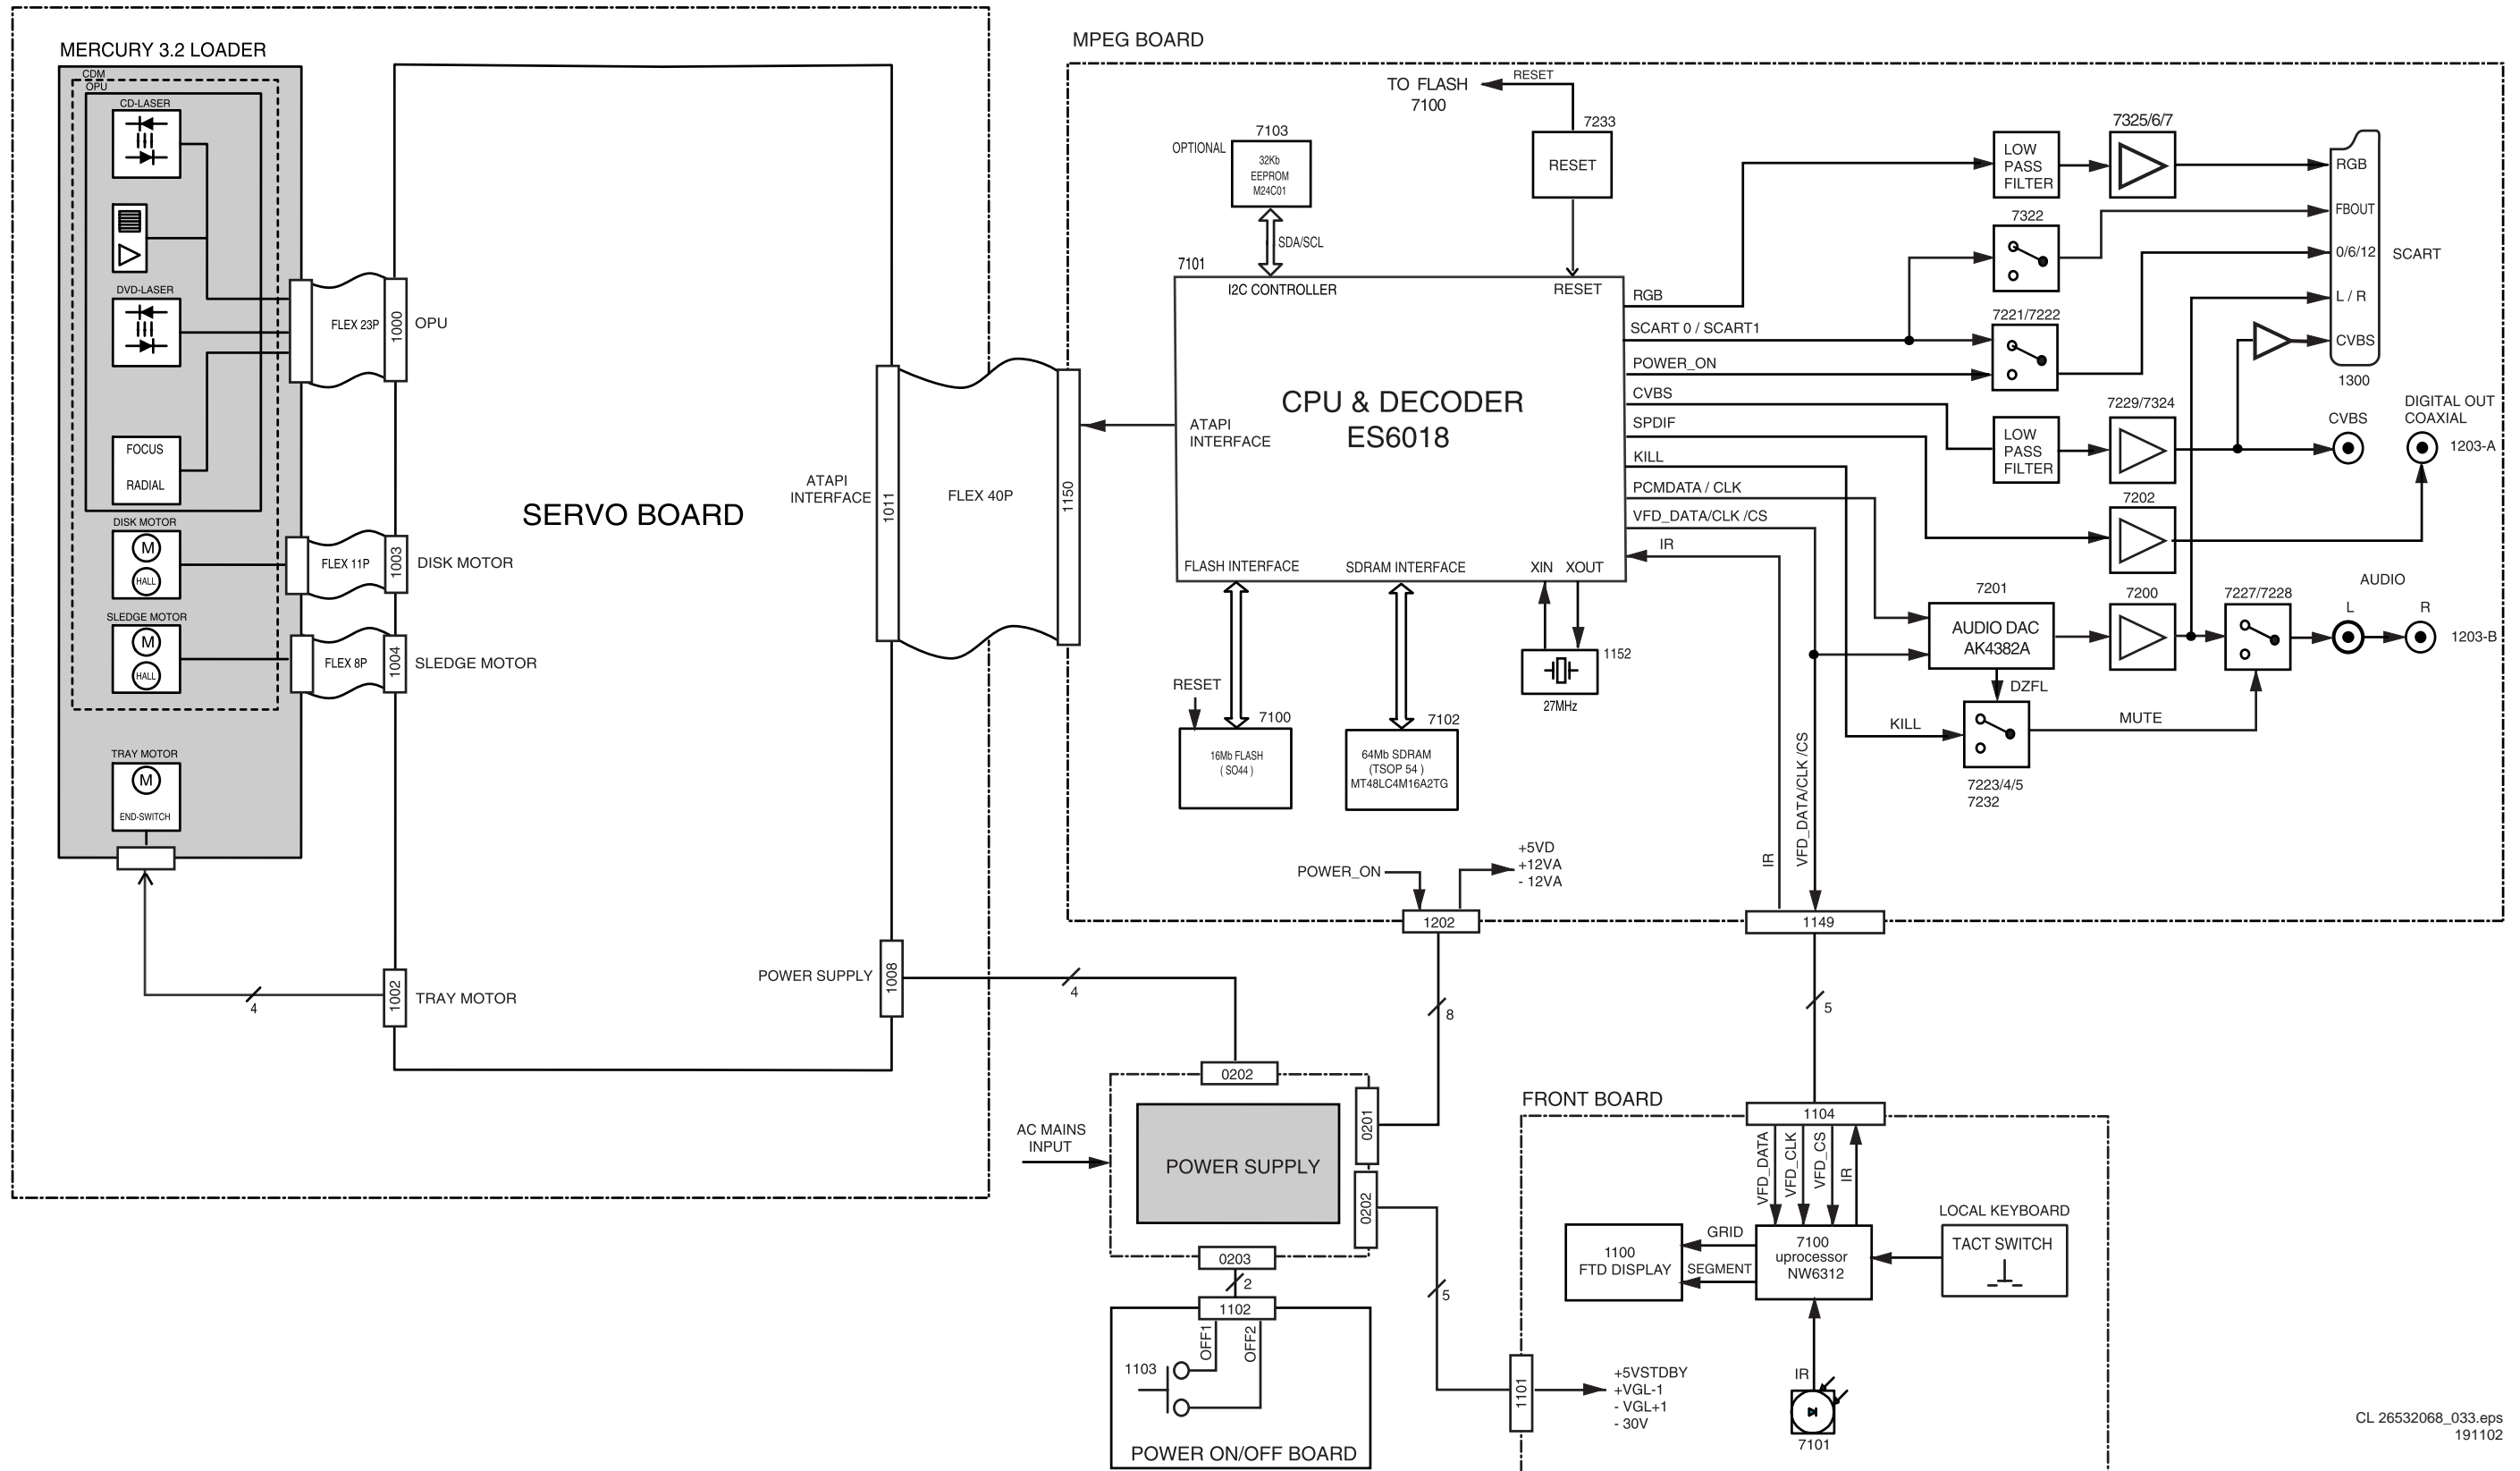 MERCURY 3.2 LOADER
CDM
OPU
CD-LASER
DVD-LASER
FOCUS
RADIAL
DISK MOTOR
M
HALL
SLEDGE MOTOR
M
HALL
TRAY MOTOR
M
END-SWITCH
FLEX 23P
1000
OPU
FLEX 11P
1003
DISK MOTOR
FLEX 8P
1004
SLEDGE MOTOR
4
1002
TRAY MOTOR
SERVO BOARD
ATAPI
INTERFACE
1011
FLEX 40P
1150
POWER SUPPLY
1008
4
MPEG BOARD
TO FLASH
7100
RESET
7233
RESET
7103
OPTIONAL
32Kb
EEPROM
M24C01
SDA/SCL
7101
I2C CONTROLLER
RESET
ATAPI
INTERFACE
CPU & DECODER
ES6018
FLASH INTERFACE
SDRAM INTERFACE
XIN
XOUT
RGB
SCART 0 / SCART1
POWER_ON
CVBS
SPDIF
KILL
PCMDATA / CLK
VFD_DATA/CLK /CS
IR
RESET
7100
16Mb FLASH
( SO44 )
7102
64Mb SDRAM
(TSOP 54 )
MT48LC4M16A2TG
1152
27MHz
LOW
PASS
FILTER
7325/6/7
7322
7221/7222
LOW
PASS
FILTER
7229/7324
7202
RGB
FBOUT
0/6/12
L / R
CVBS
SCART
1300
CVBS
DIGITAL OUT
COAXIAL
1203-A
7201
AUDIO DAC
AK4382A
7200
7227/7228
AUDIO
L
R
1203-B
DZFL
KILL
MUTE
7223/4/5
7232
IR
VFD_DATA/CLK /CS
POWER_ON
+5VD
+12VA
- 12VA
1202
1149
8
5
0202
AC MAINS
INPUT
POWER SUPPLY
0201
0202
0203
2
5
1102
OFF1
OFF2
1103
POWER ON/OFF BOARD
FRONT BOARD
1104
VFD_DATA
VFD_CLK
VFD_CS
IR
1100
FTD DISPLAY
GRID
SEGMENT
7100
uprocessor
NW6312
LOCAL KEYBOARD
TACT SWITCH
IR
7101
1101
+5VSTDBY
+VGL-1
- VGL+1
- 30V
CL 26532068_033.eps
191102